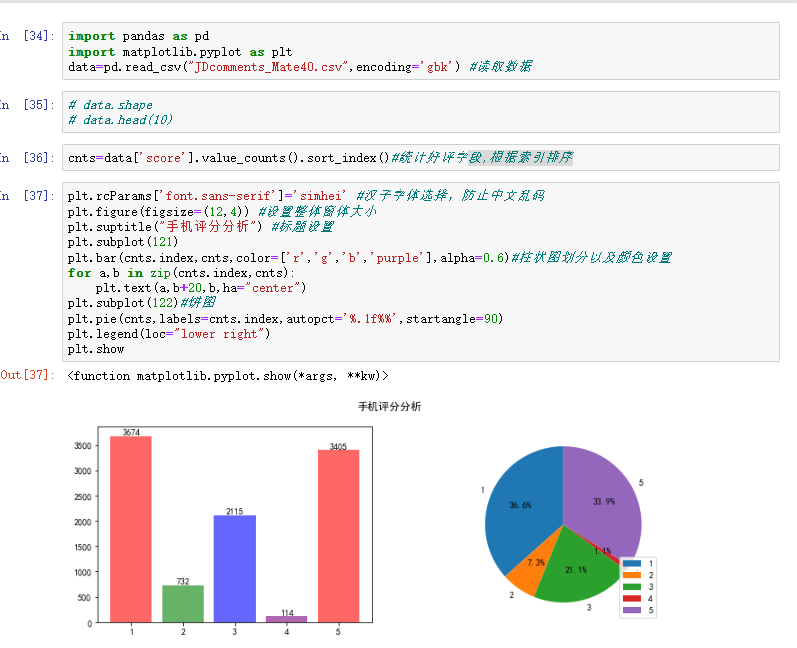 In [34]:
import pandas as pd
import matplotlib.pyplot as plt
data=pd.read_csv("JDcomments_Mate40.csv",encoding='gbk') #读取数据
In [35]:
# data.shape
# data.head(10)
In [36]:
cnts=data['score'].value_counts().sort_index()#统计好评字段,根据索引排序
In [37]:
plt.rcParams['font.sans-serif']='simhei' #汉子字体选择，防止中文乱码
plt.figure(figsize=(12,4)) #设置整体窗体大小
plt.suptitle("手机评分分析") #标题设置
plt.subplot(121)
plt.bar(cnts.index,cnts,color=['r','g','b','purple'],alpha=0.6)#柱状图划分以及颜色设置
for a,b in zip(cnts.index,cnts):
    plt.text(a,b+20,b,ha="center")
plt.subplot(122)#饼图
plt.pie(cnts,labels=cnts.index,autopct='%.1f%%',startangle=90)
plt.legend(loc="lower right")
plt.show
Out[37]: <function matplotlib.pyplot.show(*args, **kw)>
手机评分分析
3674
732
2115
114
3405
3500
3000
2500
2000
1500
1000
500
0
1 2 3 4 5
1
36.6%
2
7.3%
3
21.1%
1.1%
5
33.9%
1
2
3
4
5